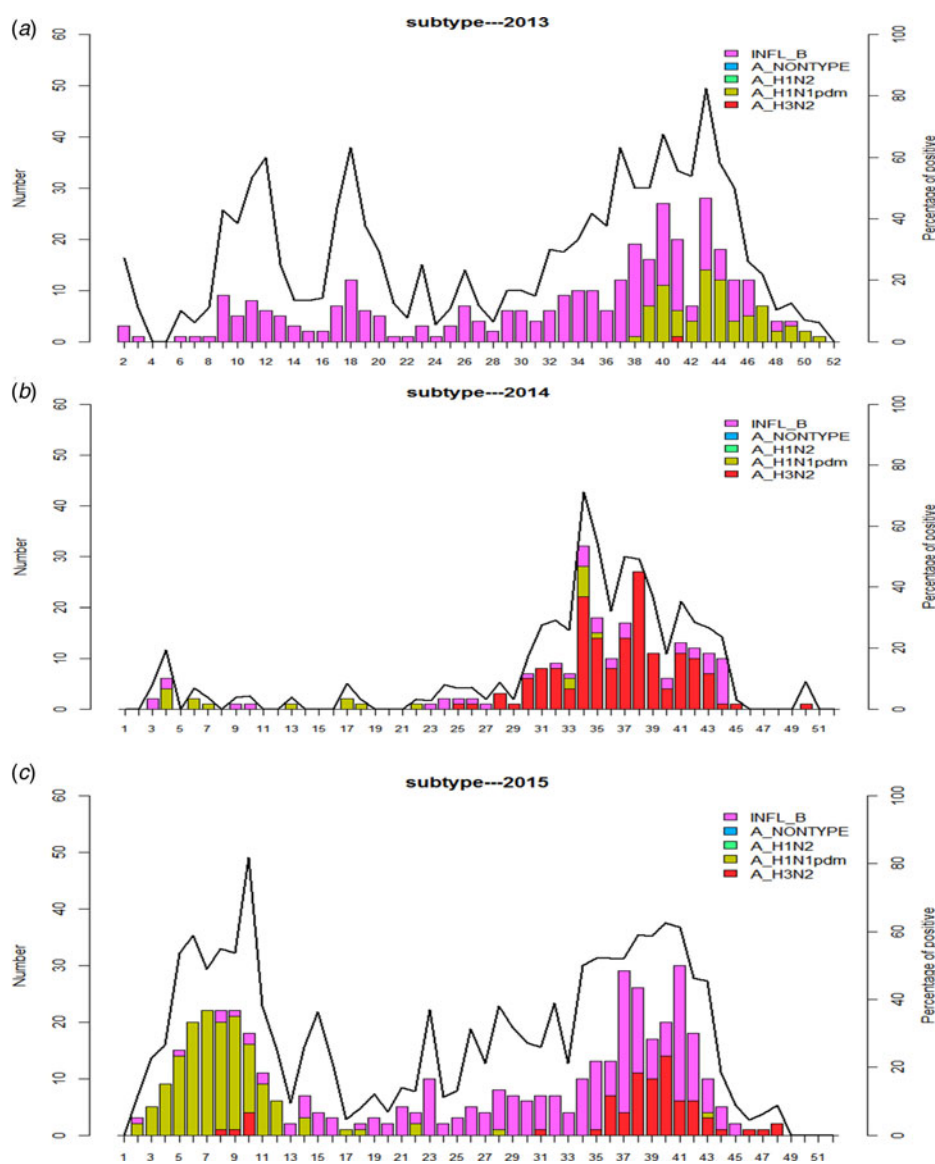 (a)
subtype---2013
INFL_B
A_NONTYPE
A_H1N2
A_H1N1pdm
A_H3N2
Number
Percentage of positive
0 10 20 30 40 50 60
0 20 40 60 80 100
2 4 6 8 10 12 14 16 18 20 22 24 26 28 30 32 34 36 38 40 42 44 46 48 50 52
(b)
subtype---2014
INFL_B
A_NONTYPE
A_H1N2
A_H1N1pdm
A_H3N2
Number
Percentage of positive
0 10 20 30 40 50 60
0 20 40 60 80 100
1 3 5 7 9 11 13 15 17 19 21 23 25 27 29 31 33 35 37 39 41 43 45 47 49 51
(c)
subtype---2015
INFL_B
A_NONTYPE
A_H1N2
A_H1N1pdm
A_H3N2
Number
Percentage of positive
0 10 20 30 40 50 60
0 20 40 60 80 100
1 3 5 7 9 11 13 15 17 19 21 23 25 27 29 31 33 35 37 39 41 43 45 47 49 51